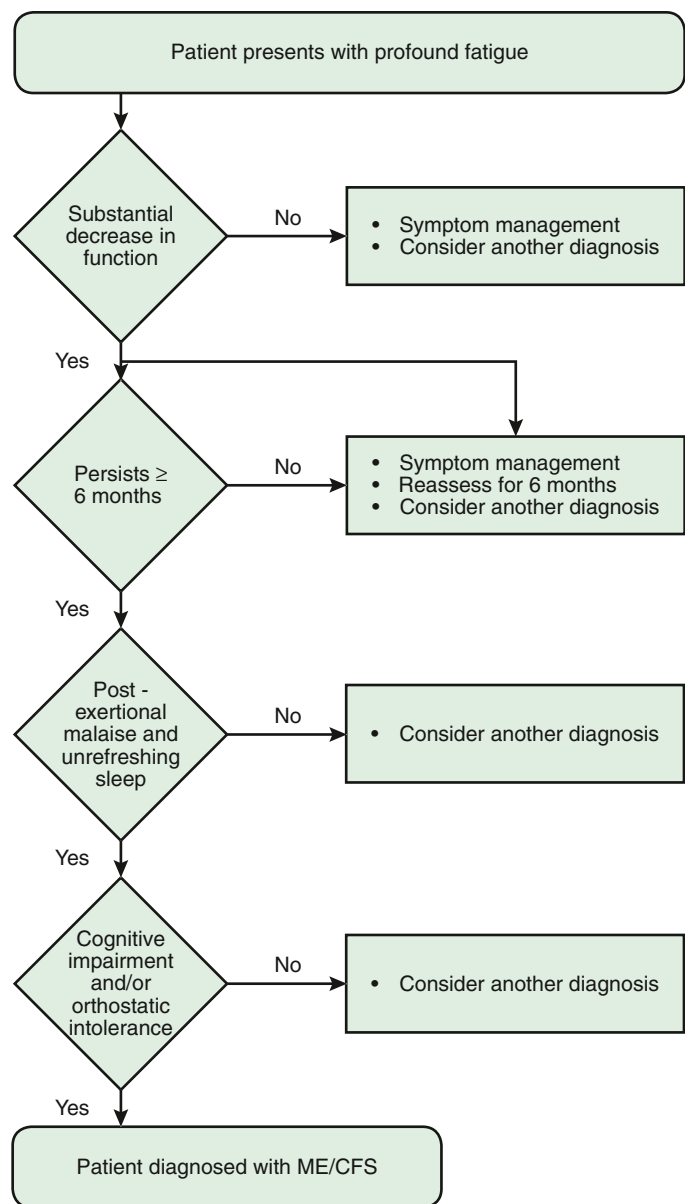 Patient presents with profound fatigue
Substantial
decrease in
function
No
• Symptom management
• Consider another diagnosis
Yes
Persists ≥
6 months
No
• Symptom management
• Reassess for 6 months
• Consider another diagnosis
Yes
Post -
exertional
malaise and
unrefreshing
sleep
No
• Consider another diagnosis
Yes
Cognitive
impairment
and/or
orthostatic
intolerance
No
• Consider another diagnosis
Yes
Patient diagnosed with ME/CFS